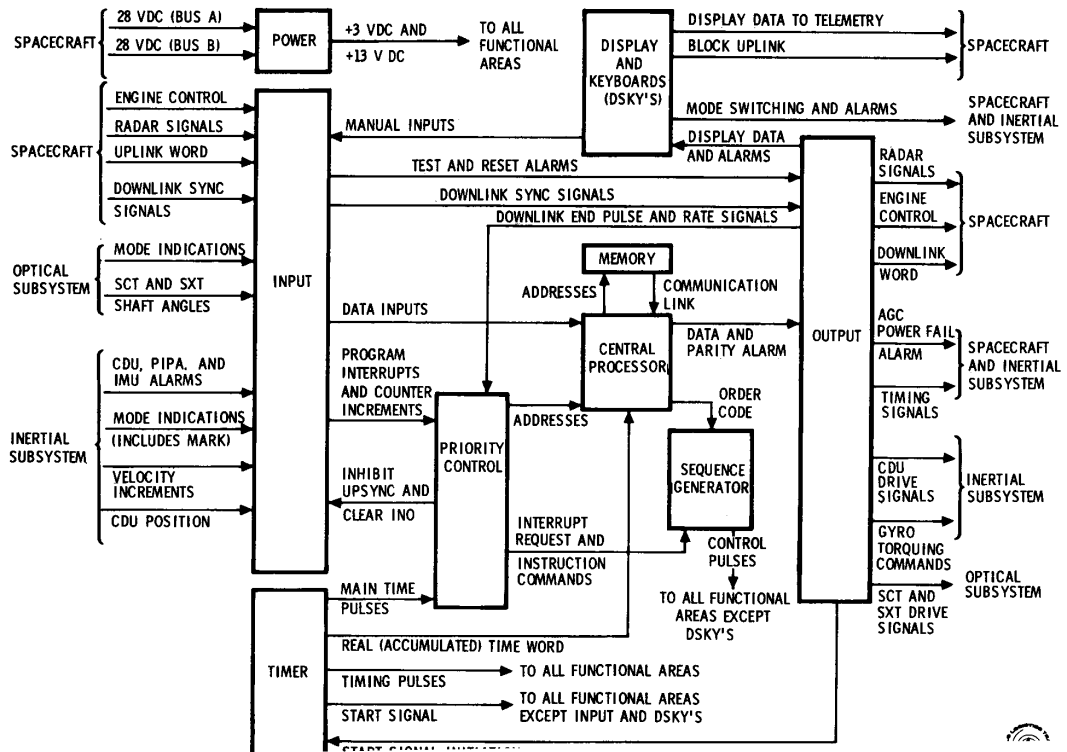 SPACECRAFT
28 VDC (BUS A)
28 VDC (BUS B)
POWER
+3 VDC AND
+13 V DC
TO ALL
FUNCTIONAL
AREAS
DISPLAY
AND
KEYBOARDS
(DSKY'S)
DISPLAY DATA TO TELEMETRY
BLOCK UPLINK
SPACECRAFT
MODE SWITCHING AND ALARMS
SPACECRAFT
AND INERTIAL
SUBSYSTEM
SPACECRAFT
ENGINE CONTROL
RADAR SIGNALS
UPLINK WORD
DOWNLINK SYNC
SIGNALS
OPTICAL
SUBSYSTEM
MODE INDICATIONS
SCT AND SXT
SHAFT ANGLES
INERTIAL
SUBSYSTEM
CDU, PIPA, AND
IMU ALARMS
MODE INDICATIONS
(INCLUDES MARK)
VELOCITY
INCREMENTS
CDU POSITION
INPUT
MANUAL INPUTS
DISPLAY DATA
AND ALARMS
TEST AND RESET ALARMS
DOWNLINK SYNC SIGNALS
DOWNLINK END PULSE AND RATE SIGNALS
MEMORY
ADDRESSES
COMMUNICATION
LINK
DATA INPUTS
CENTRAL
PROCESSOR
DATA AND
PARITY ALARM
PROGRAM
INTERRUPTS
AND COUNTER
INCREMENTS
PRIORITY
CONTROL
ADDRESSES
ORDER
CODE
SEQUENCE
GENERATOR
INHIBIT
UPSYNC AND
CLEAR INO
INTERRUPT
REQUEST AND
INSTRUCTION
COMMANDS
CONTROL
PULSES
TO ALL FUNCTIONAL
AREAS EXCEPT
DSKY'S
OUTPUT
RADAR
SIGNALS
ENGINE
CONTROL
DOWNLINK
WORD
SPACECRAFT
AGC
POWER FAIL
ALARM
TIMING
SIGNALS
SPACECRAFT
AND INERTIAL
SUBSYSTEM
CDU
DRIVE
SIGNALS
GYRO
TORQUING
COMMANDS
INERTIAL
SUBSYSTEM
SCT AND
SXT DRIVE
SIGNALS
OPTICAL
SUBSYSTEM
TIMER
MAIN TIME
PULSES
REAL (ACCUMULATED) TIME WORD
TIMING PULSES
TO ALL FUNCTIONAL AREAS
START SIGNAL
TO ALL FUNCTIONAL AREAS
EXCEPT INPUT AND DSKY'S
START SIGNAL INITIATION